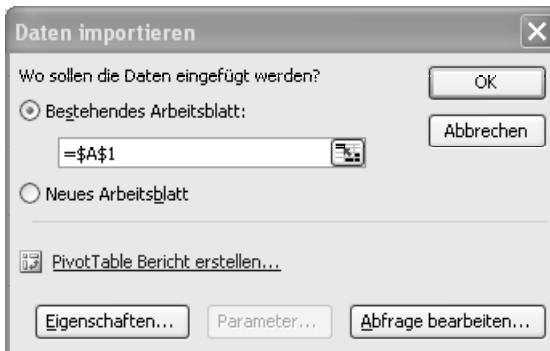 Daten importieren
Wo sollen die Daten eingefügt werden?
OK
Bestehendes Arbeitsblatt:
Abbrechen
=$A$1
Neues Arbeitsblatt
PivotTable Bericht erstellen...
Eigenschaften... Parameter... Abfrage bearbeiten...